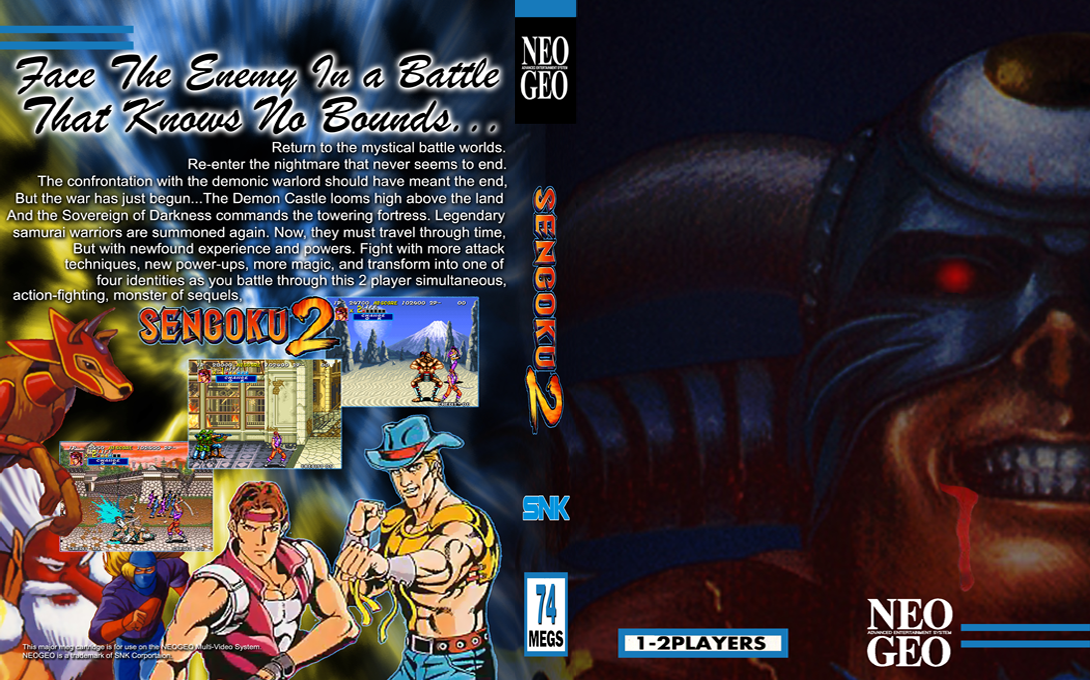 Face The Enemy In a Battle
That Knows No Bounds...
Return to the mystical battle worlds.
Re-enter the nightmare that never seems to end.
The confrontation with the demonic warlord should have meant the end,
But the war has just begun...The Demon Castle looms high above the land
And the Sovereign of Darkness commands the towering fortress. Legendary
samurai warriors are summoned again. Now, they must travel through time,
But with newfound experience and powers. Fight with more attack
techniques, new power-ups, more magic, and transform into one of
four identities as you battle through this 2 player simultaneous,
action-fighting, monster of sequels,
SENGOKU 2
This major meg cartridge is for use on the NEOGEO Multi-Video System.
NEOGEO is a trademark of SNK Corportaion.
NEO
ADVANCED ENTERTAINMENT SYSTEM
GEO
SENGOKU 2
SNK
74
MEGS
1-2PLAYERS
NEO
ADVANCED ENTERTAINMENT SYSTEM
GEO